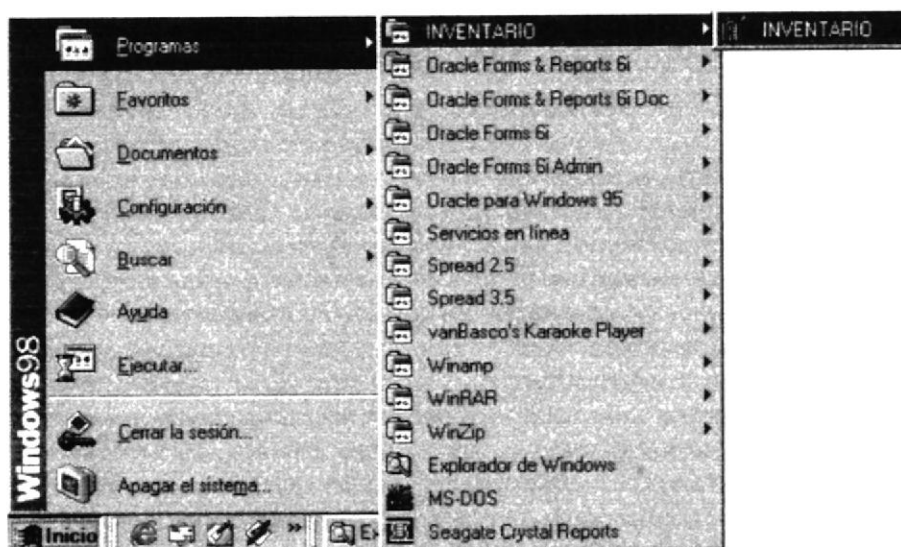 Programas
Favoritos
Documentos
Configuración
Buscar
Ayuda
Ejecutar...
Cerrar la sesión...
Apagar el sistema...
Windows98
Inicio
»
INVENTARIO
Oracle Forms & Reports 6i
Oracle Forms & Reports 6i Doc
Oracle Forms 6i
Oracle Forms 6i Admin
Oracle para Windows 95
Servicios en línea
Spread 2.5
Spread 3.5
vanBasco's Karaoke Player
Winamp
WinRAR
WinZip
Explorador de Windows
MS-DOS
Seagate Crystal Reports
INVENTARIO